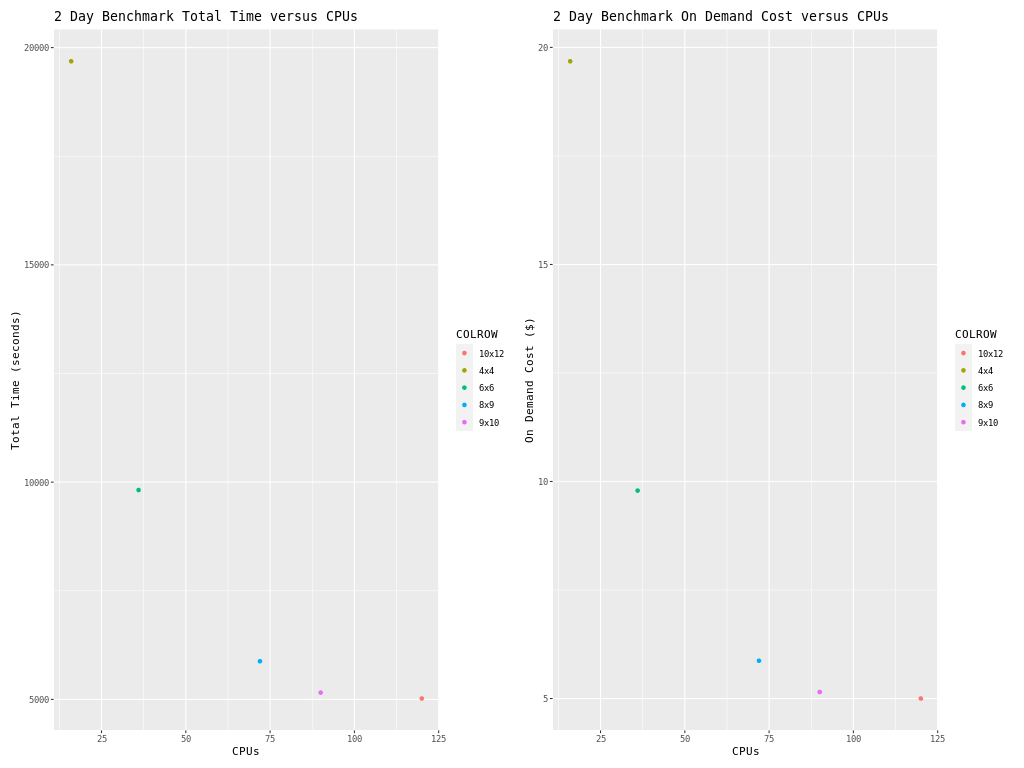 2 Day Benchmark Total Time versus CPUs
20000
15000
10000
5000
Total Time (seconds)
25 50 75 100 125
CPUs
COLROW
10x12
4x4
6x6
8x9
9x10
2 Day Benchmark On Demand Cost versus CPUs
20
15
10
5
On Demand Cost ($)
25 50 75 100 125
CPUs
COLROW
10x12
4x4
6x6
8x9
9x10